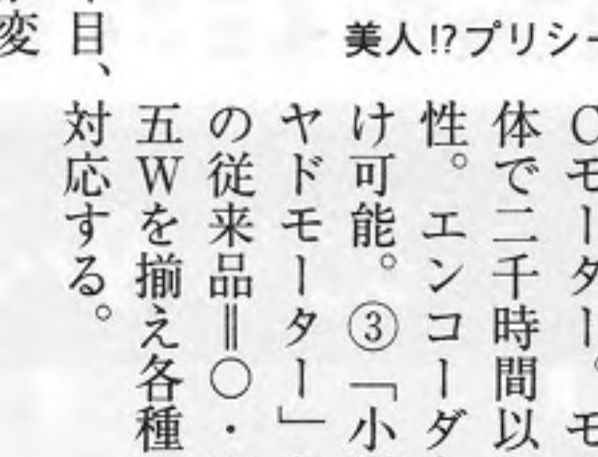 美人!?プリシー
Cモーター。モ
体で二千時間以
性。エンコーダ
け可能。③「小
ヤドモーター」
の従来品＝○・
五Wを揃え各種
対応する。
目、
変